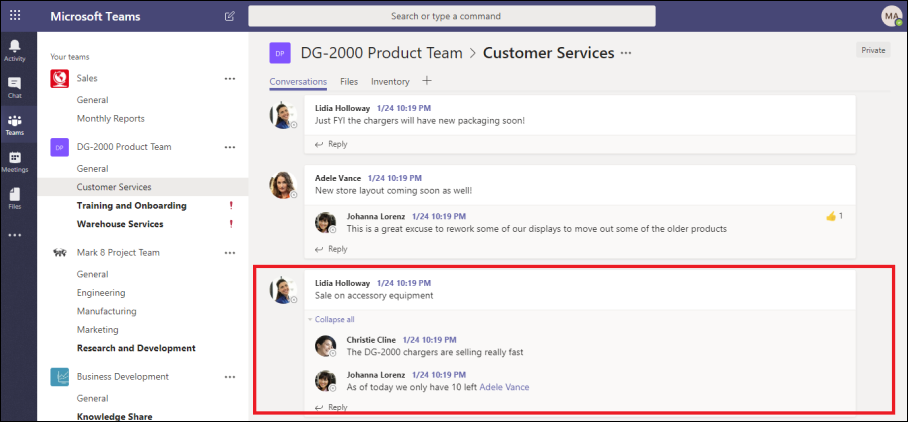 Microsoft Teams
Search or type a command
MA
Activity
Chat
Teams
Meetings
Files
Your teams
Sales
General
Monthly Reports
DP
DG-2000 Product Team
General
Customer Services
Training and Onboarding
Warehouse Services
Mark 8 Project Team
General
Engineering
Manufacturing
Marketing
Research and Development
Business Development
General
Knowledge Share
DP
DG-2000 Product Team > Customer Services
Private
Conversations Files Inventory
Lidia Holloway 1/24 10:19 PM
Just FYI the chargers will have new packaging soon!
Reply
Adele Vance 1/24 10:19 PM
New store layout coming soon as well!
Johanna Lorenz 1/24 10:19 PM
1
This is a great excuse to rework some of our displays to move out some of the older products
Reply
Lidia Holloway 1/24 10:19 PM
Sale on accessory equipment
Collapse all
Christie Cline 1/24 10:19 PM
The DG-2000 chargers are selling really fast
Johanna Lorenz 1/24 10:19 PM
As of today we only have 10 left Adele Vance
Reply